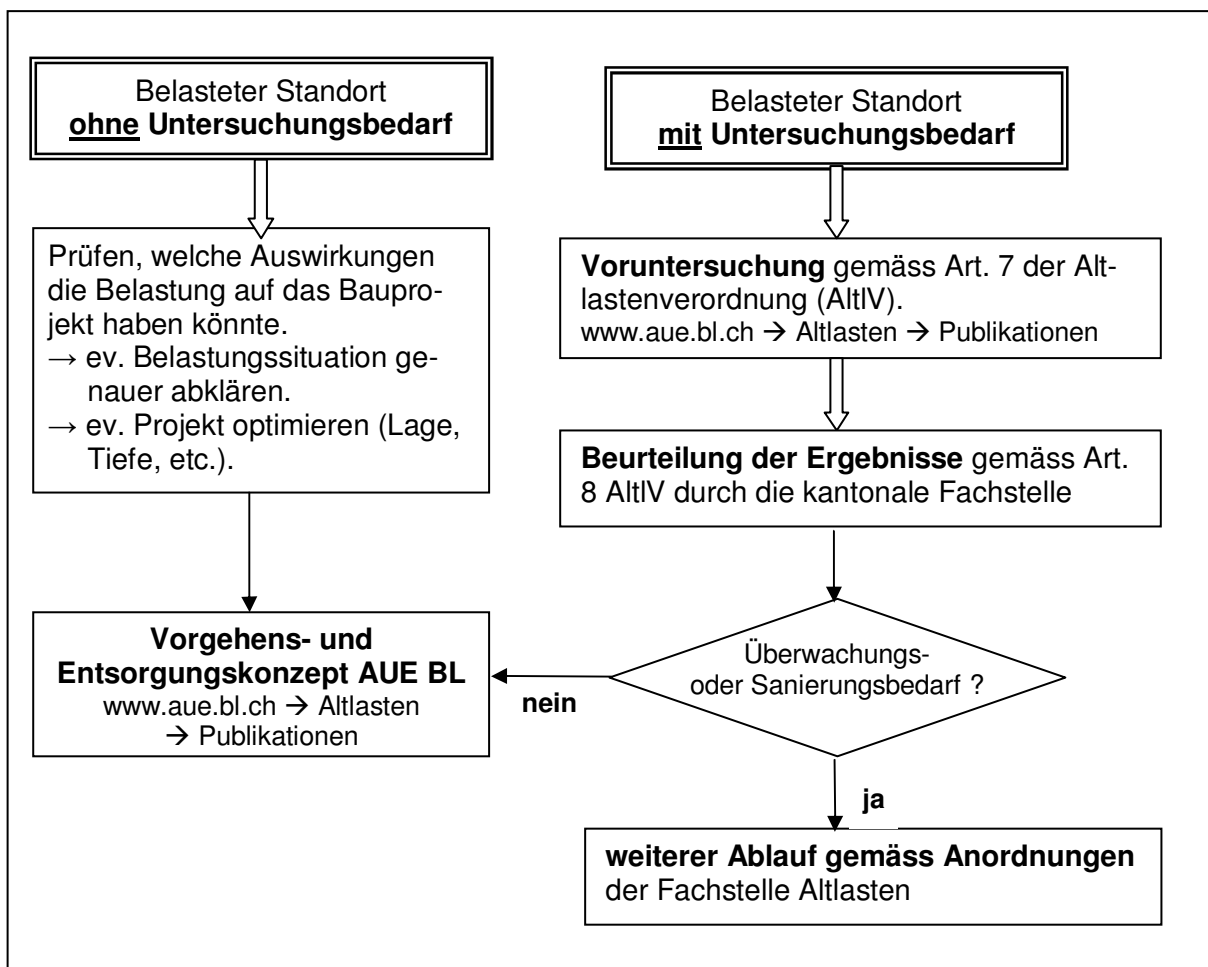 Belasteter Standort
ohne Untersuchungsbedarf
Prüfen, welche Auswirkungen
die Belastung auf das Baupro-
jekt haben könnte.
→ ev. Belastungssituation ge-
nauer abklären.
→ ev. Projekt optimieren (Lage,
Tiefe, etc.).
Vorgehens- und
Entsorgungskonzept AUE BL
www.aue.bl.ch → Altlasten
→ Publikationen
Belasteter Standort
mit Untersuchungsbedarf
Voruntersuchung gemäss Art. 7 der Alt-
lastenverordnung (AltlV).
www.aue.bl.ch → Altlasten → Publikationen
Beurteilung der Ergebnisse gemäss Art.
8 AltlV durch die kantonale Fachstelle
Überwachungs-
oder Sanierungsbedarf ?
nein
ja
weiterer Ablauf gemäss Anordnungen
der Fachstelle Altlasten